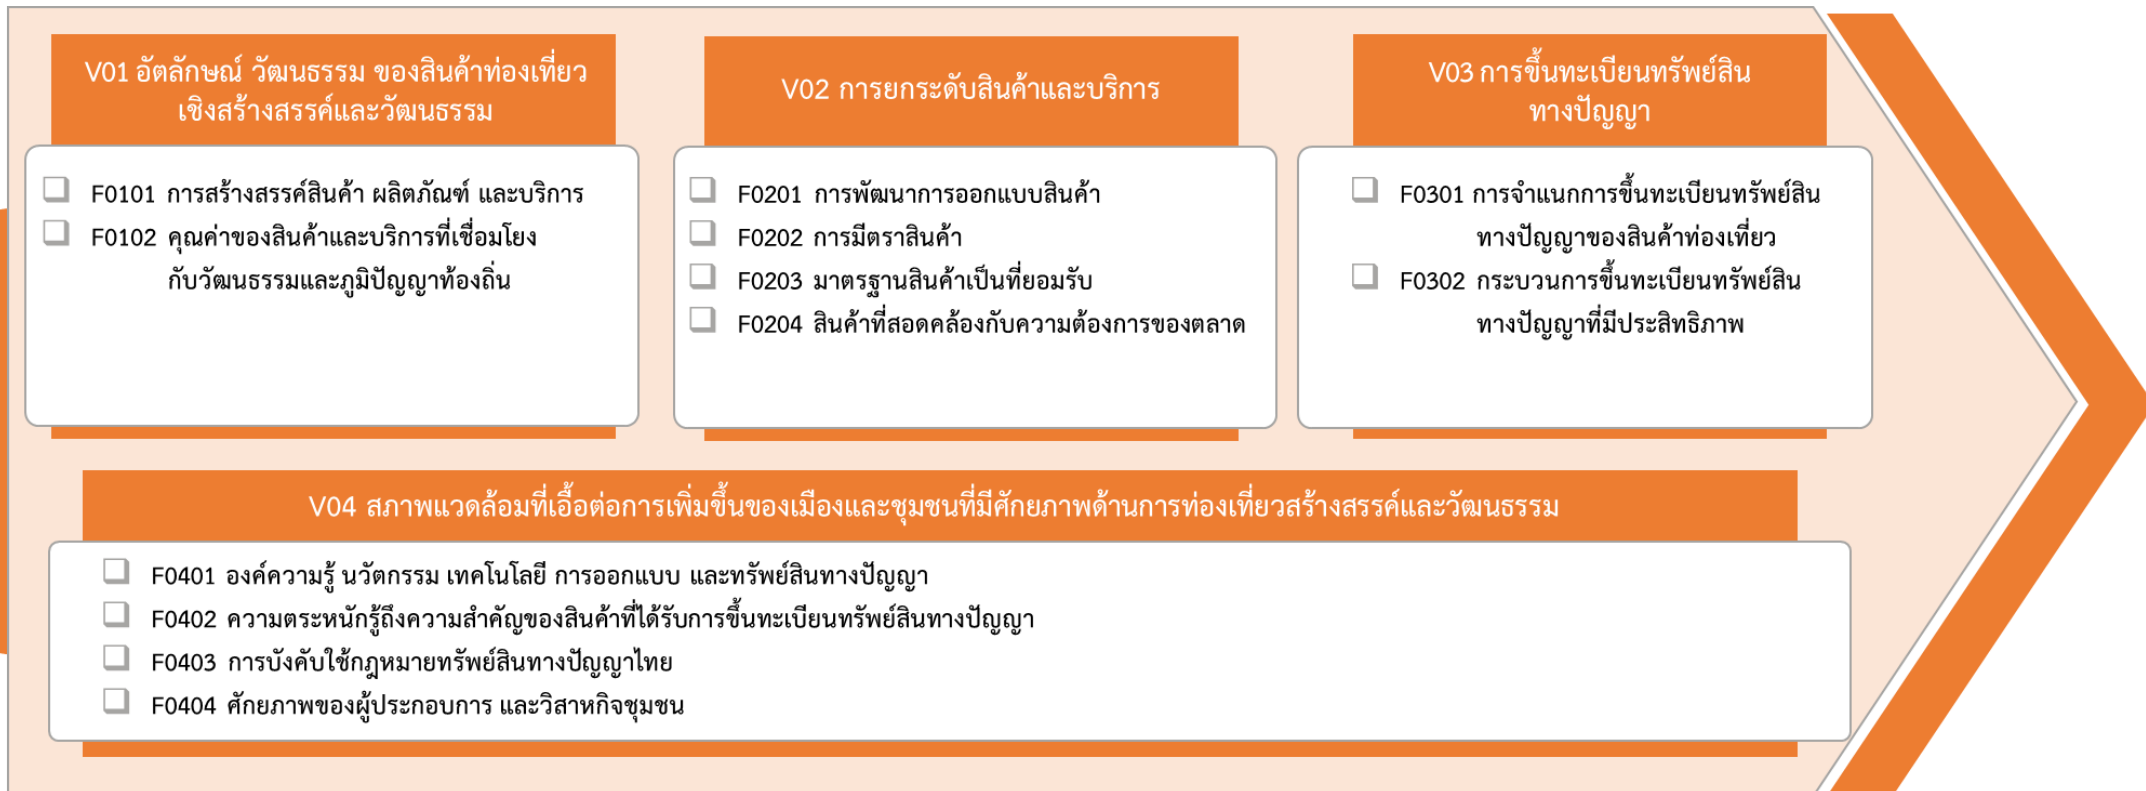 V01 อัตลักษณ์ วัฒนธรรม ของสินค้าท่องเที่ยว
เชิงสร้างสรรค์และวัฒนธรรม
F0101 การสร้างสรรค์สินค้า ผลิตภัณฑ์ และบริการ
F0102 คุณค่าของสินค้าและบริการที่เชื่อมโยง
กับวัฒนธรรมและภูมิปัญญาท้องถิ่น
V02 การยกระดับสินค้าและบริการ
F0201 การพัฒนาการออกแบบสินค้า
F0202 การมีตราสินค้า
F0203 มาตรฐานสินค้าเป็นที่ยอมรับ
F0204 สินค้าที่สอดคล้องกับความต้องการของตลาด
V03 การขึ้นทะเบียนทรัพย์สิน
ทางปัญญา
F0301 การจำแนกการขึ้นทะเบียนทรัพย์สิน
ทางปัญญาของสินค้าท่องเที่ยว
F0302 กระบวนการขึ้นทะเบียนทรัพย์สิน
ทางปัญญาที่มีประสิทธิภาพ
V04 สภาพแวดล้อมที่เอื้อต่อการเพิ่มขึ้นของเมืองและชุมชนที่มีศักยภาพด้านการท่องเที่ยวสร้างสรรค์และวัฒนธรรม
F0401 องค์ความรู้ นวัตกรรม เทคโนโลยี การออกแบบ และทรัพย์สินทางปัญญา
F0402 ความตระหนักรู้ถึงความสำคัญของสินค้าที่ได้รับการขึ้นทะเบียนทรัพย์สินทางปัญญา
F0403 การบังคับใช้กฎหมายทรัพย์สินทางปัญญาไทย
F0404 ศักยภาพของผู้ประกอบการ และวิสาหกิจชุมชน